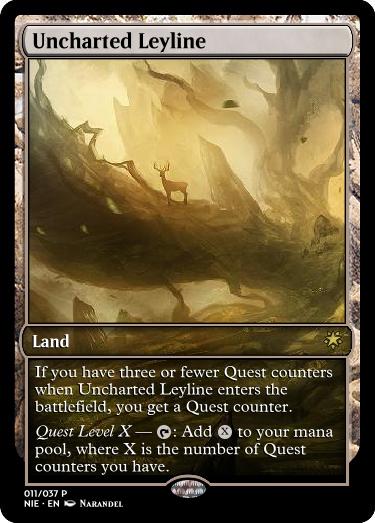 Uncharted Leyline
Land
If you have three or fewer Quest counters
when Uncharted Leyline enters the
battlefield, you get a Quest counter.
Quest Level X— : Add X to your mana
pool, where X is the number of Quest
counters you have.
011/037 P
NIE • EN Narandel